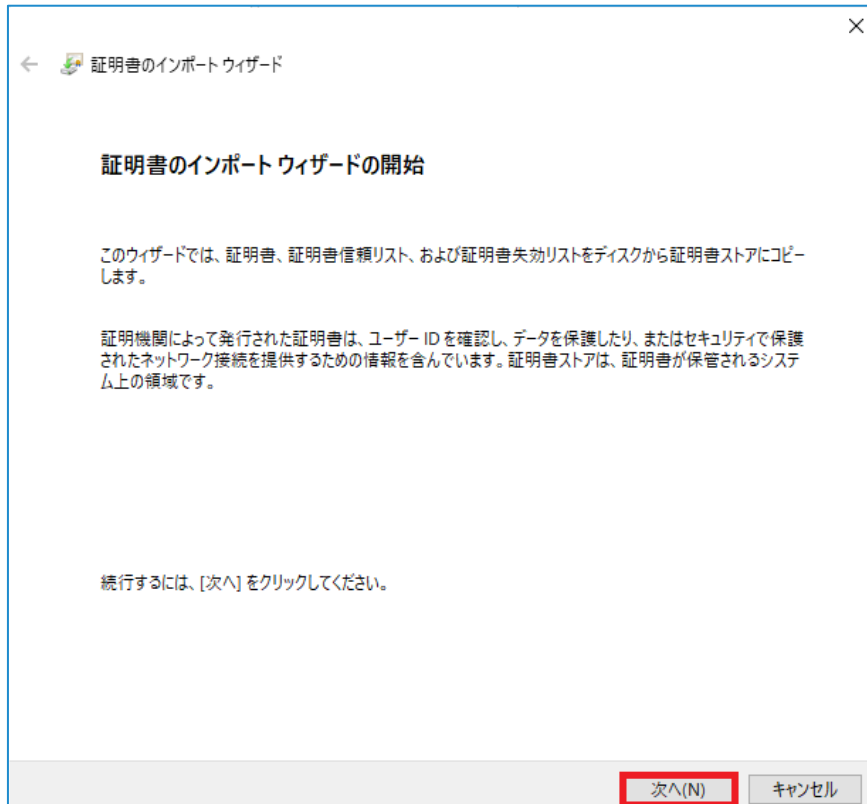 証明書のインポート ウィザード
証明書のインポート ウィザードの開始
このウィザードでは、証明書、証明書信頼リスト、および証明書失効リストをディスクから証明書ストアにコピー
します。
証明機関によって発行された証明書は、ユーザー ID を確認し、データを保護したり、またはセキュリティで保護
されたネットワーク接続を提供するための情報を含んでいます。証明書ストアは、証明書が保管されるシステ
ム上の領域です。
続行するには、[次へ] をクリックしてください。
次へ(N)
キャンセル